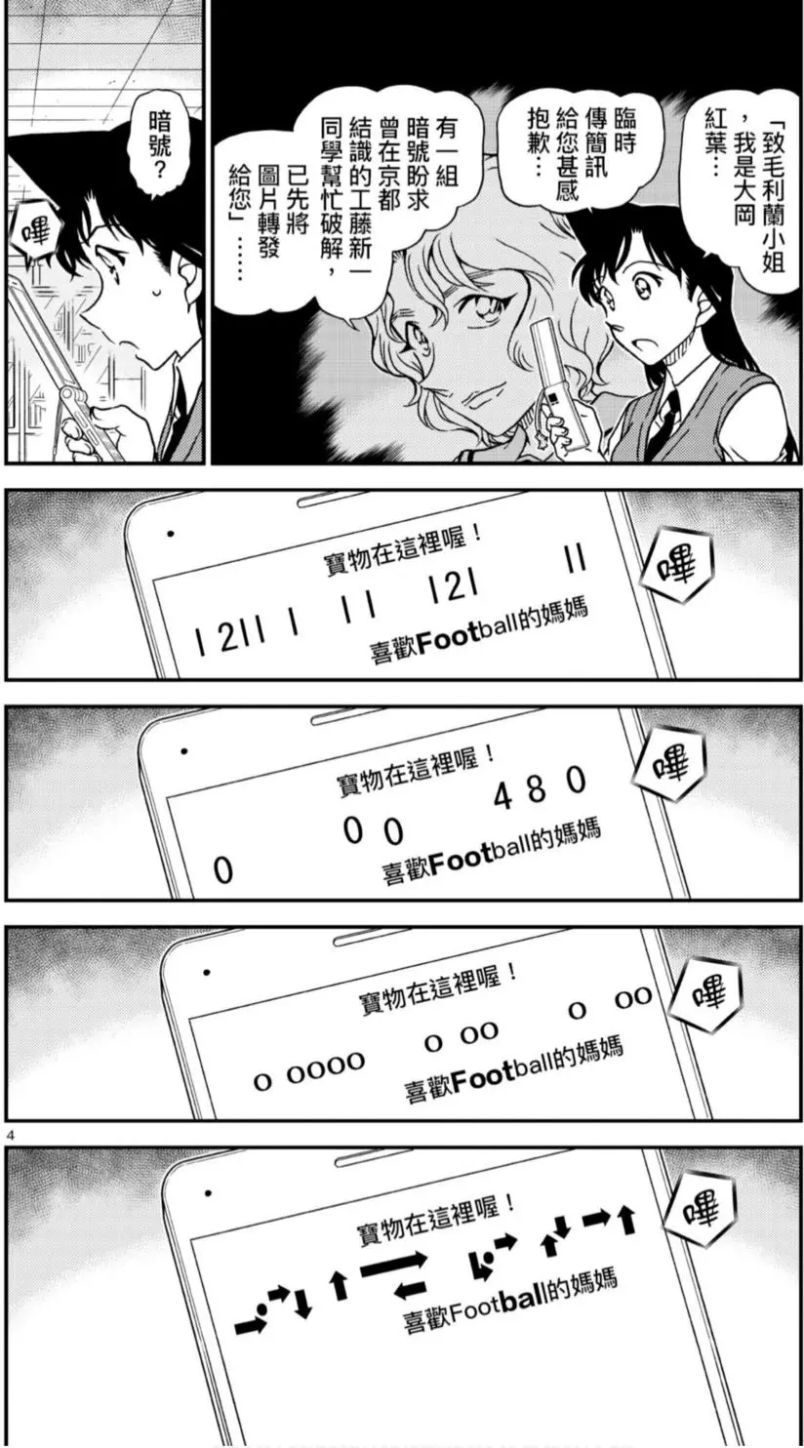 「致毛利蘭小姐
，我是大岡
紅葉…
臨時
傳簡訊
給您甚感
抱歉…
有一組
暗號盼求
曾在京都
結識的工藤新一
同學幫忙破解，
已先將
圖片轉發
給您」……
暗號？
嗶
寶物在這裡喔！
1 211 1 11 121 11
喜歡Football的媽媽
嗶
寶物在這裡喔！
0 0 0 4 8 0
喜歡Football的媽媽
嗶
寶物在這裡喔！
o oooo o oo o oo
喜歡Football的媽媽
嗶
4
寶物在這裡喔！
喜歡Football的媽媽
嗶